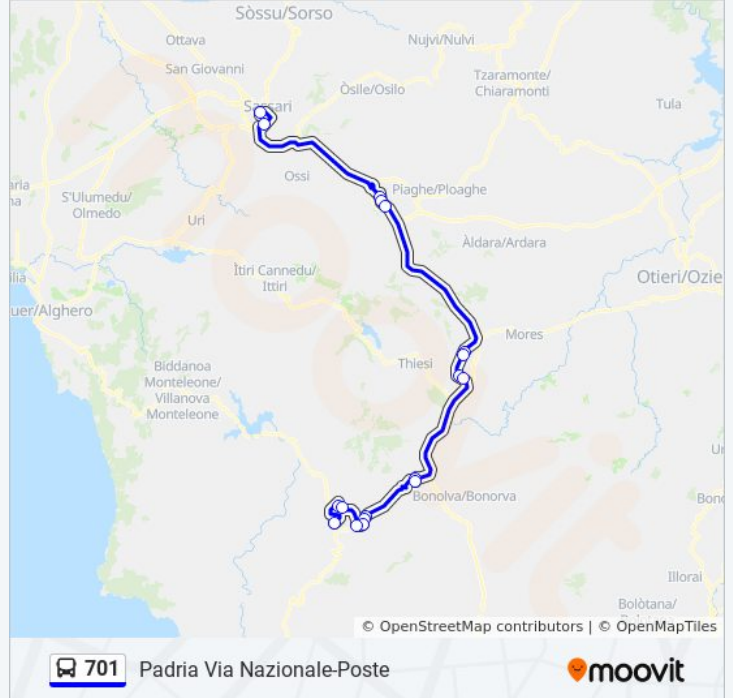 Sòssu/Sorso
Ottava
Nujvi/Nulvi
San Giovanni
Tzaramonte/
Chiaramonti
Òsile/Osilo
Sassari
Tula
Ossi
Piaghe/Ploaghe
S'Ulumedu/
Olmedo
Uri
Àldara/Ardara
Ìtiri Cannedu/
Ittiri
Otieri/Ozie
uer/Alghero
Mores
Thiesi
Biddanoa
Monteleone/
Villanova
Monteleone
Bonolva/Bonorva
Illorai
Bolòtana/
© OpenStreetMap contributors | © OpenMapTiles
701 Padria Via Nazionale-Poste
moovit